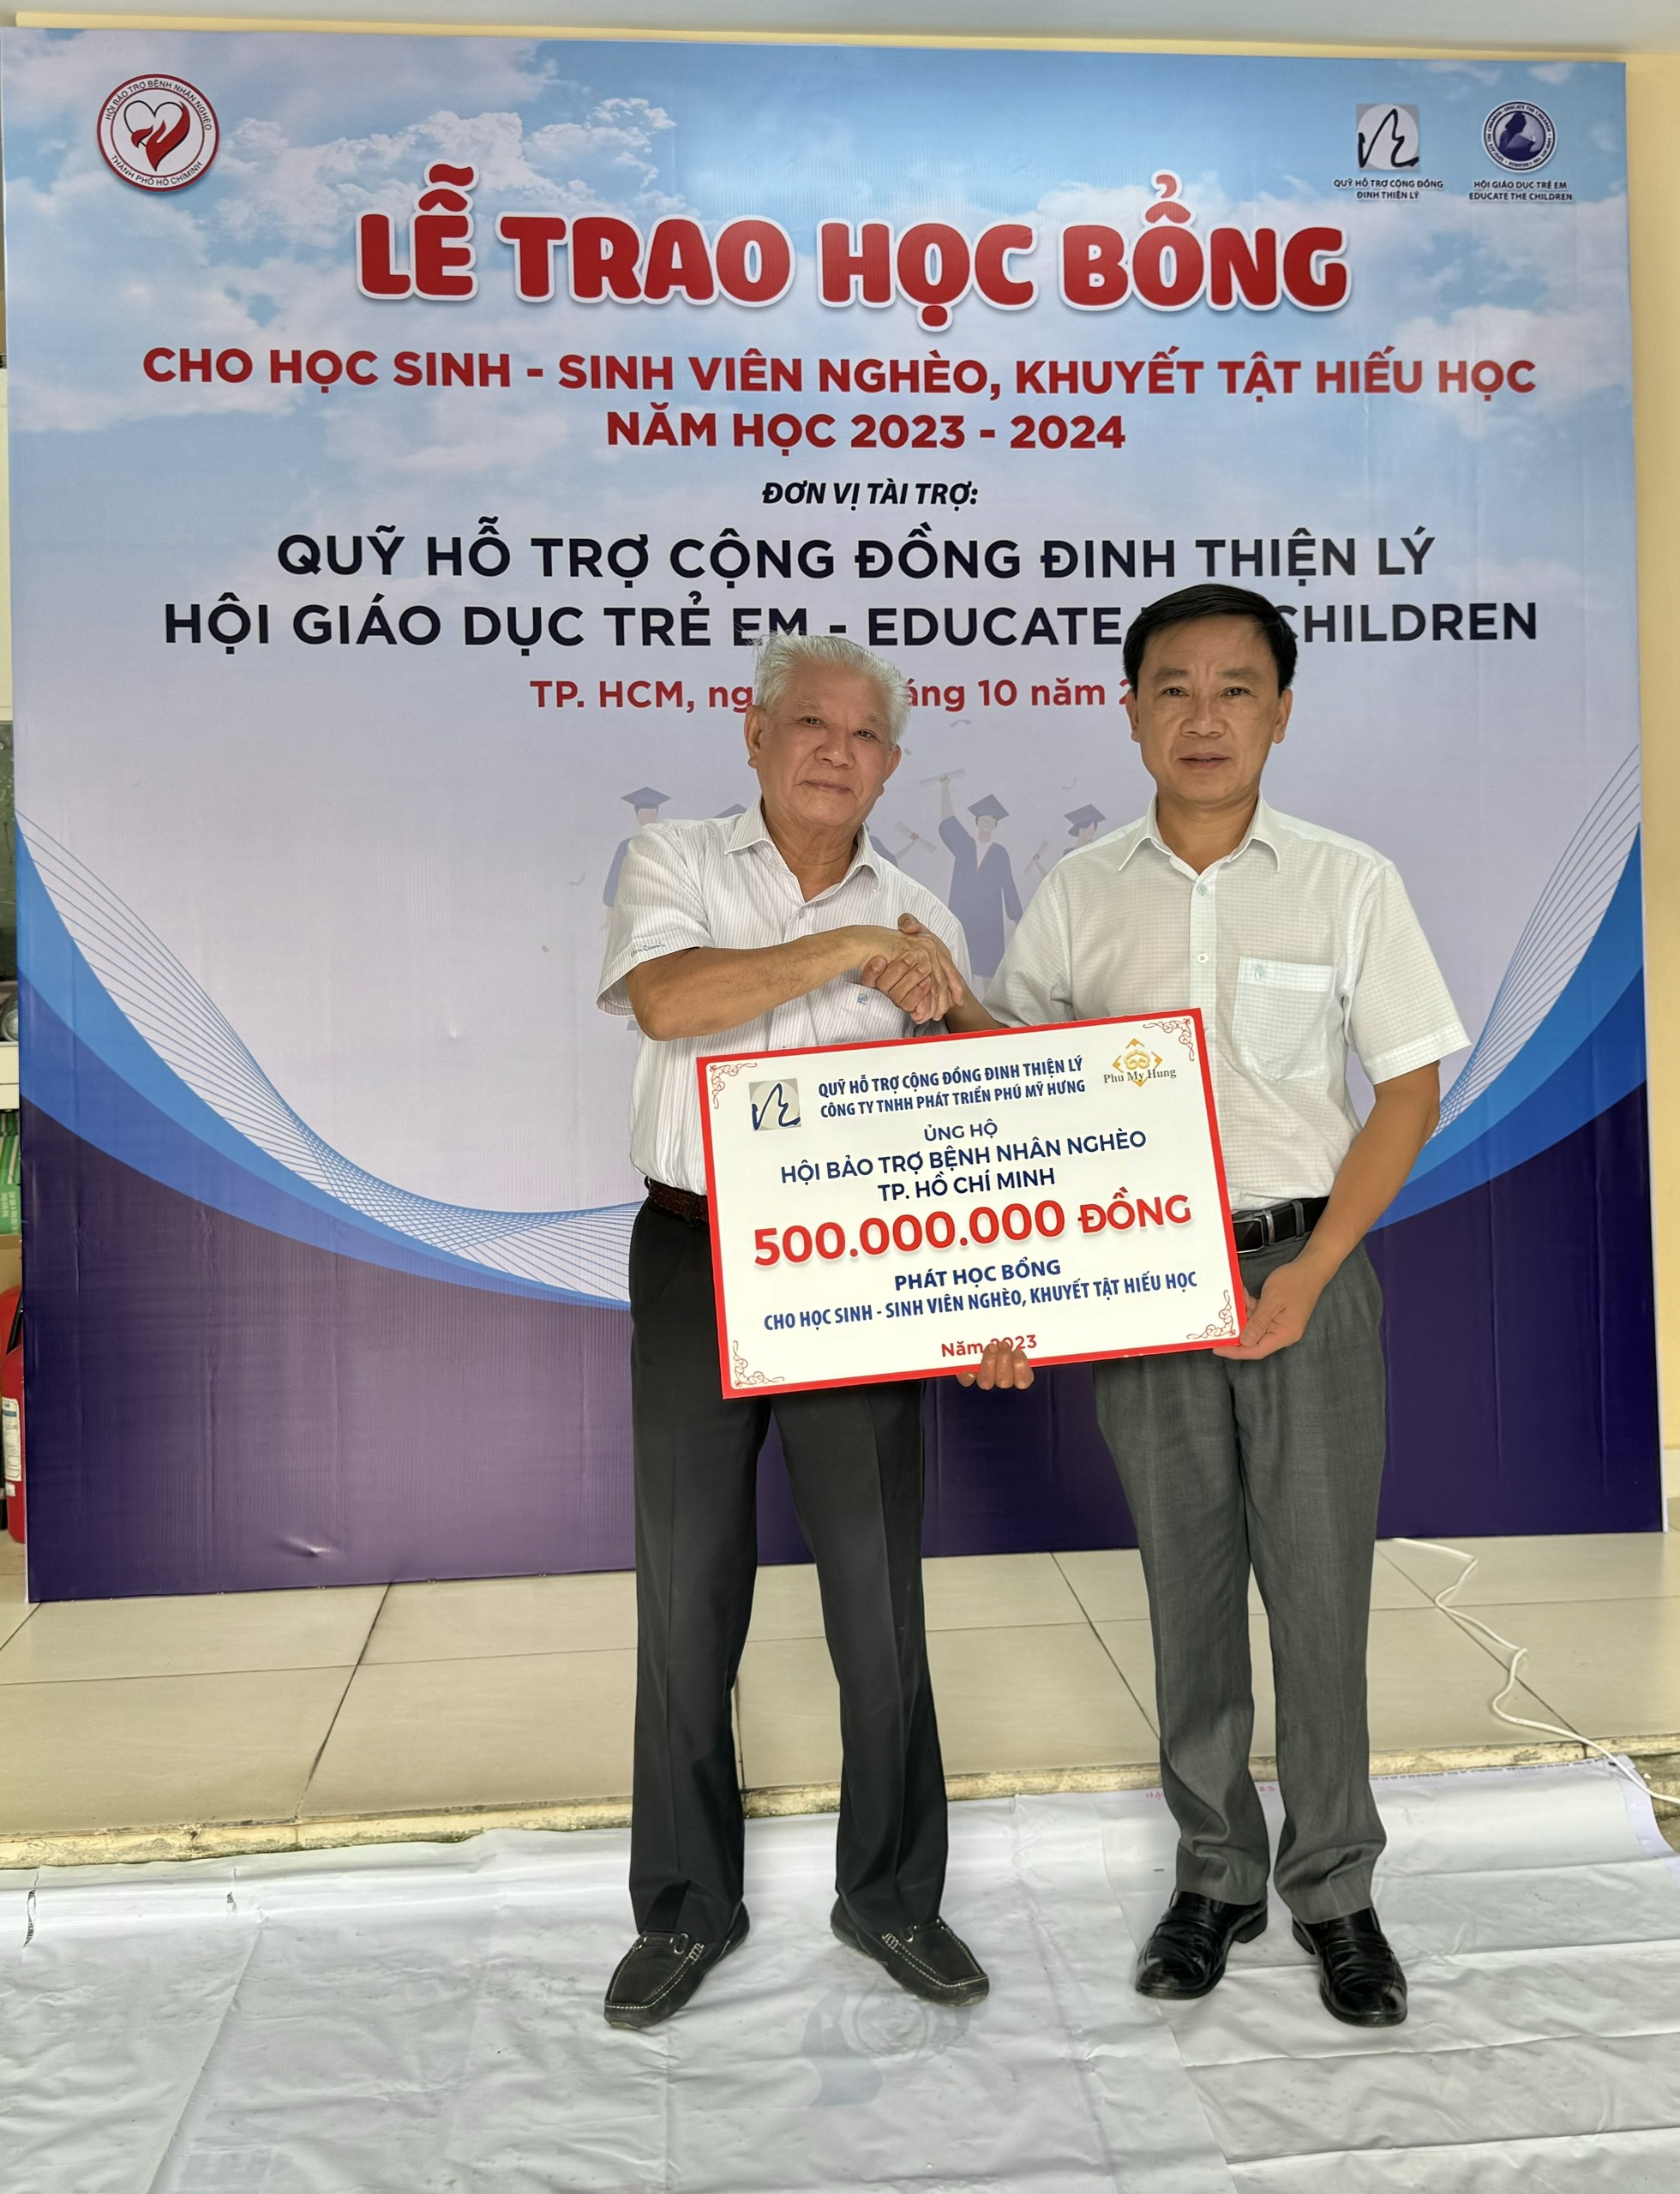 HỘI BẢO TRỢ BỆNH NHÂN NGHÈO
THÀNH PHỐ HỒ CHÍ MINH
QUỸ HỖ TRỢ CỘNG ĐỒNG
ĐINH THIỆN LÝ
HỘI GIÁO DỤC TRẺ EM
EDUCATE THE CHILDREN
LỄ TRAO HỌC BỔNG
CHO HỌC SINH - SINH VIÊN NGHÈO, KHUYẾT TẬT HIẾU HỌC
NĂM HỌC 2023 - 2024
ĐƠN VỊ TÀI TRỢ:
QUỸ HỖ TRỢ CỘNG ĐỒNG ĐINH THIỆN LÝ
HỘI GIÁO DỤC TRẺ EM - EDUCATE CHILDREN
TP. HCM, 10 năm
QUỸ HỖ TRỢ CỘNG ĐỒNG ĐINH THIỆN LÝ
CÔNG TY TNHH PHÁT TRIỂN PHÚ MỸ HƯNG
Phu My Hung
ỦNG HỘ
HỘI BẢO TRỢ BỆNH NHÂN NGHÈO
TP. HỒ CHÍ MINH
500.000.000 ĐỒNG
PHÁT HỌC BỔNG
CHO HỌC SINH - SINH VIÊN NGHÈO, KHUYẾT TẬT HIẾU HỌC
Năm 2023